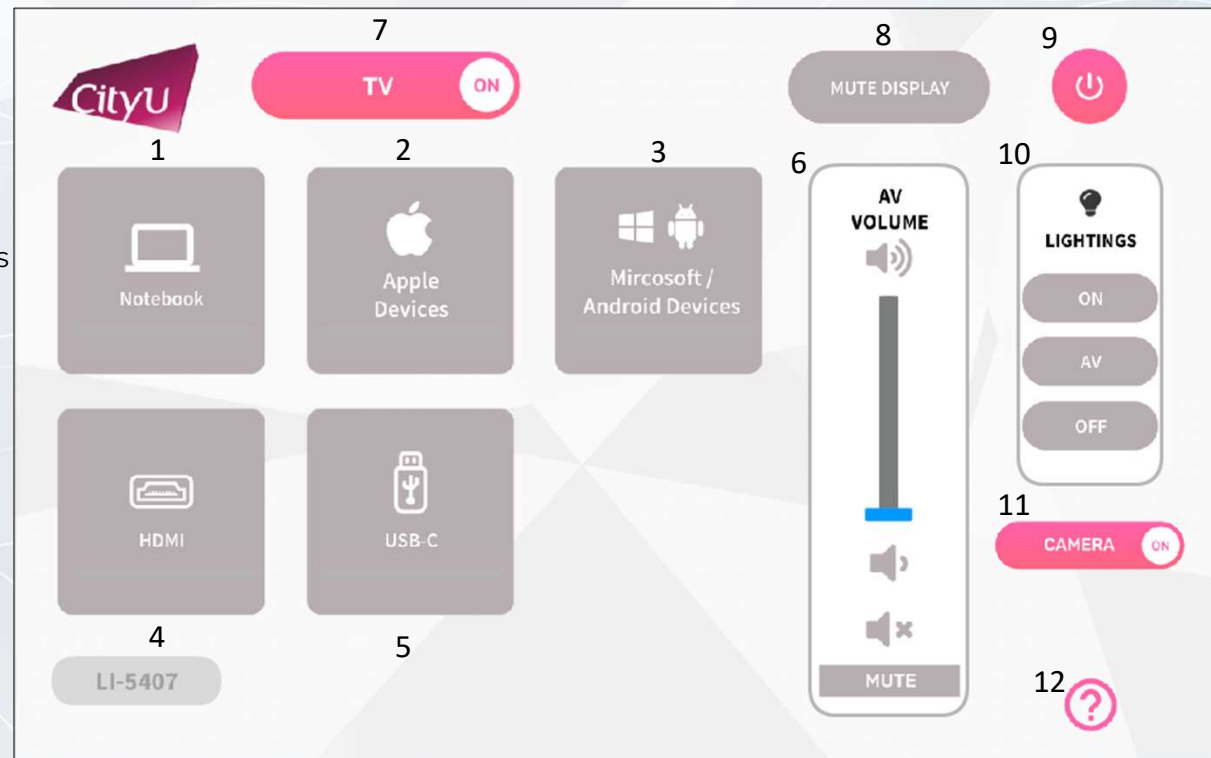 7
8
9
CityU
TV ON
MUTE DISPLAY
1
2
3
6
10
AV
VOLUME
LIGHTINGS
s
Notebook
Apple
Devices
Mircosoft /
Android Devices
ON
AV
OFF
11
HDMI
USB-C
CAMERA ON
4
5
LI-5407
MUTE
12
?